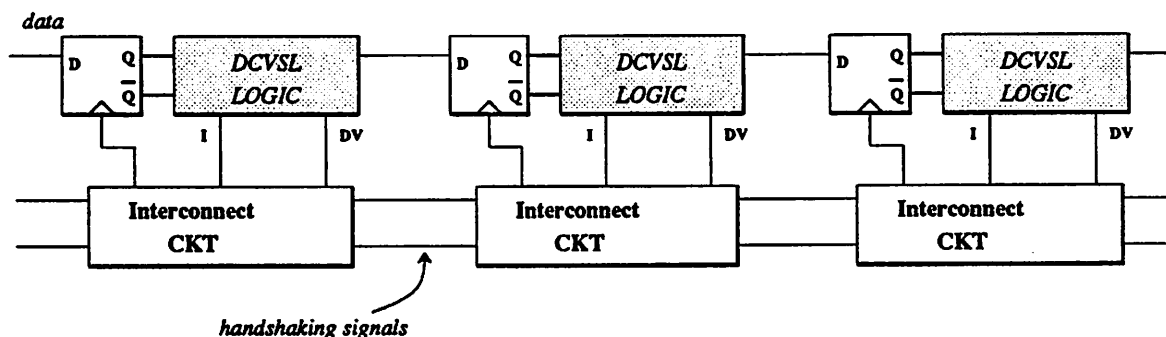 data
D Q Q
DCVSL
LOGIC
D Q Q
DCVSL
LOGIC
D Q Q
DCVSL
LOGIC
I DV
I DV
I DV
Interconnect
CKT
Interconnect
CKT
Interconnect
CKT
handshaking signals